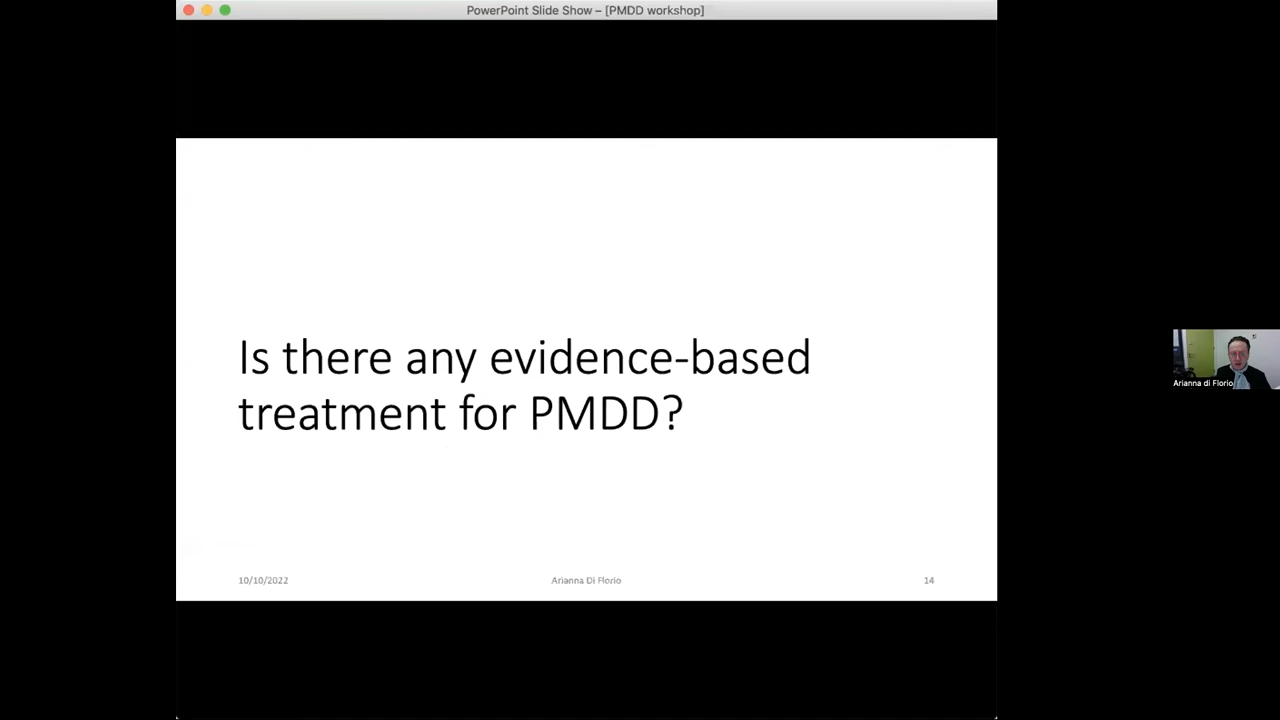 PowerPoint Slide Show – [PMDD workshop]
Is there any evidence-based
treatment for PMDD?
Arianna di Florio
10/10/2022
Arianna Di Florio
14